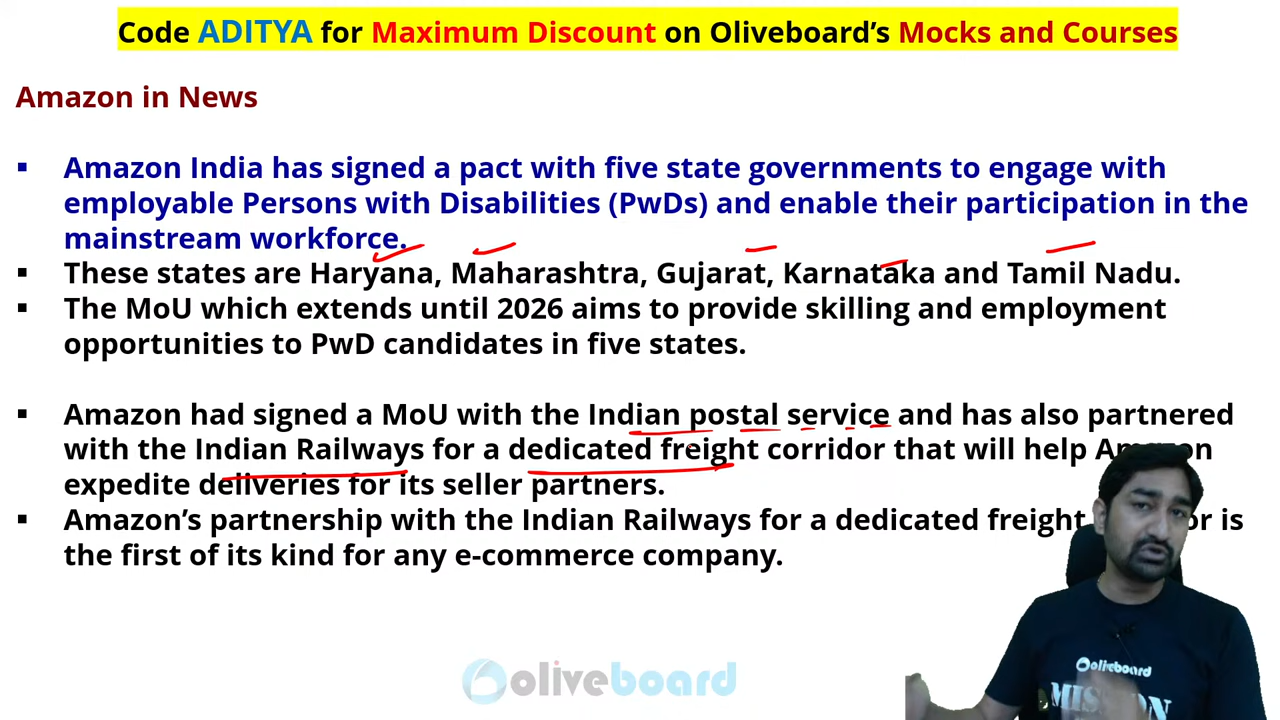 Code ADITYA for Maximum Discount on Oliveboard's Mocks and Courses
Amazon in News
▪ Amazon India has signed a pact with five state governments to engage with
employable Persons with Disabilities (PwDs) and enable their participation in the
mainstream workforce.
▪ These states are Haryana, Maharashtra, Gujarat, Karnataka and Tamil Nadu.
▪ The MoU which extends until 2026 aims to provide skilling and employment
opportunities to PwD candidates in five states.
▪ Amazon had signed a MoU with the Indian postal service and has also partnered
with the Indian Railways for a dedicated freight corridor that will help Amazon
expedite deliveries for its seller partners.
▪ Amazon's partnership with the Indian Railways for a dedicated freight is
the first of its kind for any e-commerce company.
oliveboard
oliveboard
MISSION